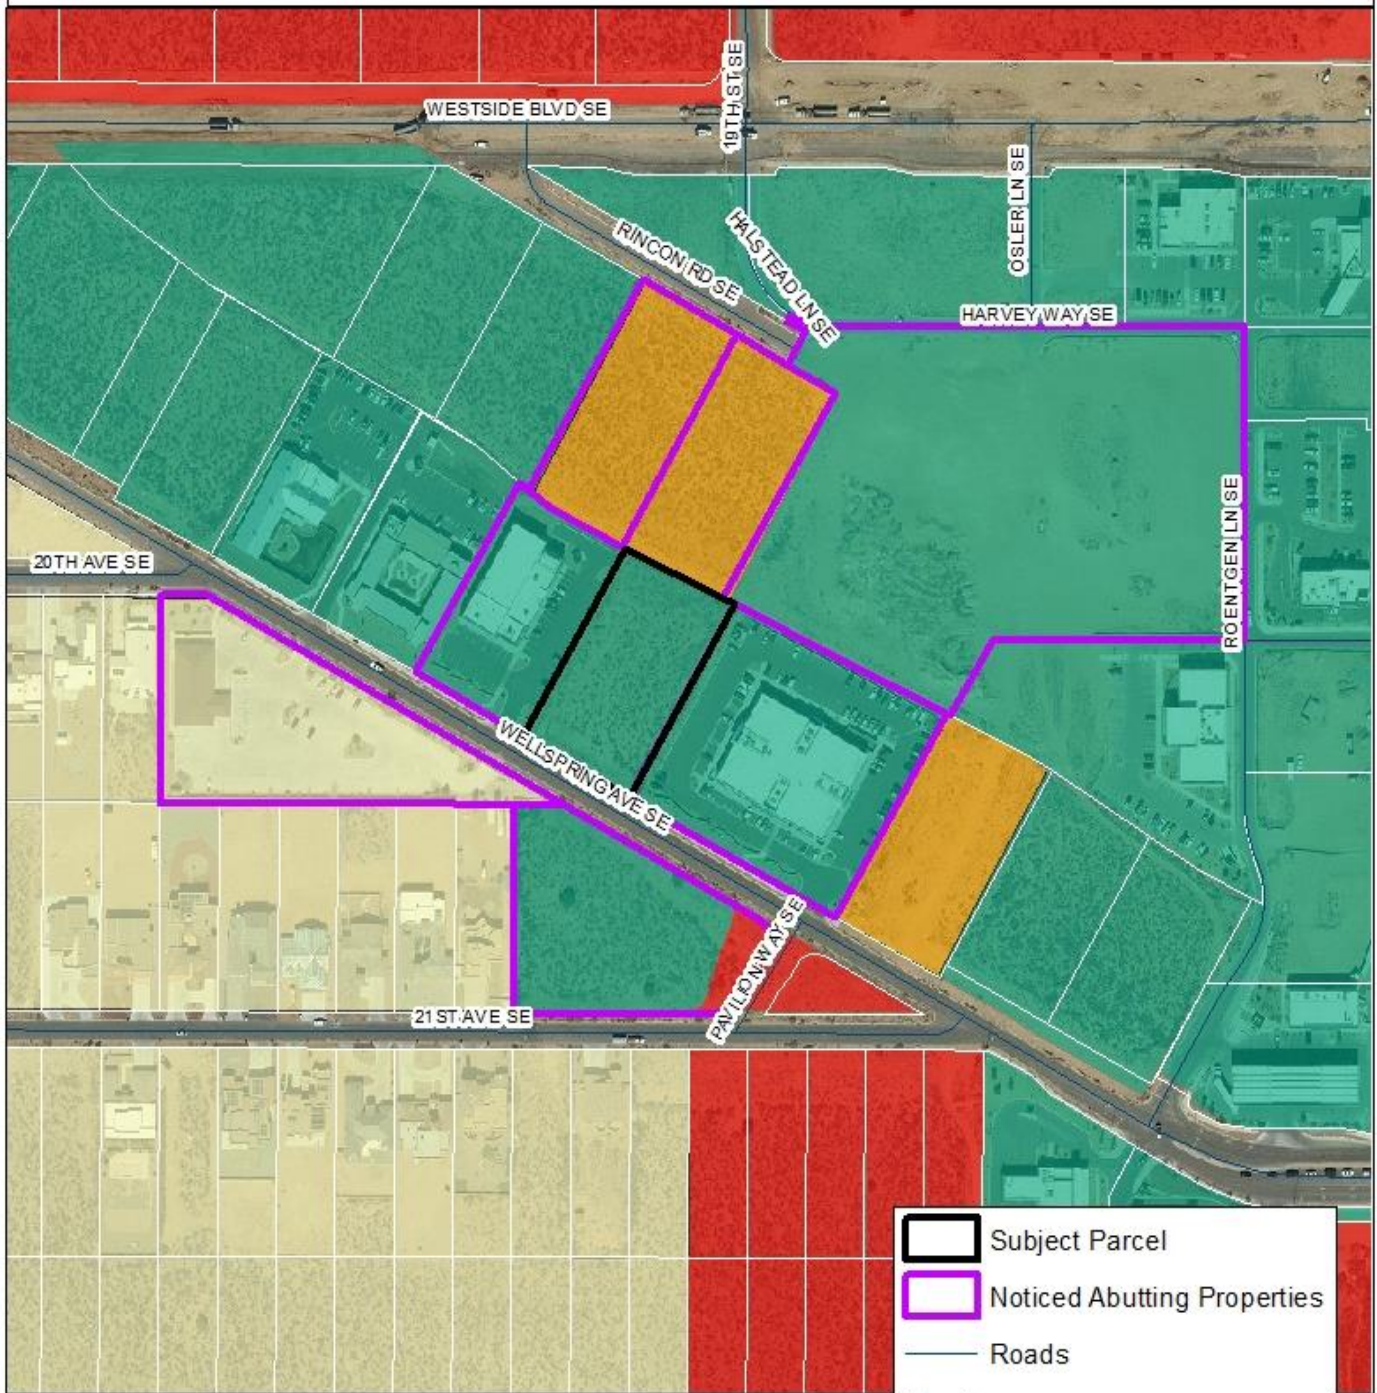 WESTSIDE BLVD SE
19TH ST SE
OSLER LN SE
RINCON RD SE
HALSTEAD LN SE
HARVEY WAY SE
ROENTGEN LN SE
20TH AVE SE
WELLSPRING AVE SE
PAVILION WAY SE
21ST AVE SE
Subject Parcel
Noticed Abutting Properties
Roads